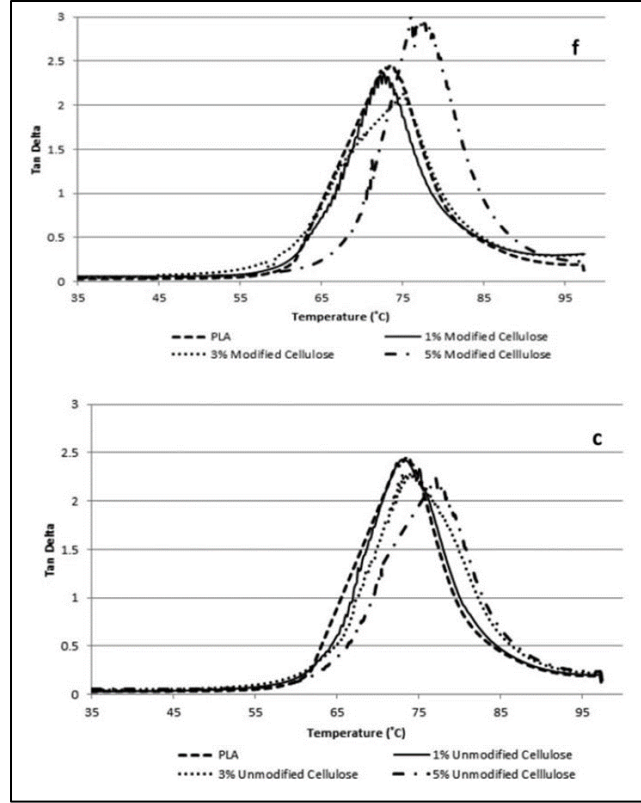 3
f
2.5
2
Tan Delta
1.5
1
0.5
0
35 45 55 65 75 85 95
Temperature (˚C)
PLA 1% Modified Cellulose
3% Modified Cellulose 5% Modified Celllulose
3
c
2.5
2
Tan Delta
1.5
1
0.5
0
35 45 55 65 75 85 95
Temperature (˚C)
PLA 1% Unmodified Cellulose
3% Unmodified Cellulose 5% Unmodified Celllulose